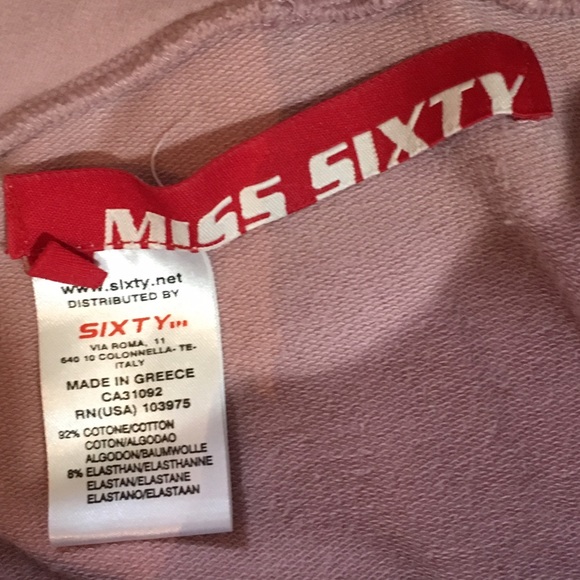 MISS SIXTY
www.sixty.net
DISTRIBUTED BY
SIXTY SPA
VIA ROMA, 11
640 10 COLONNELLA- TE-
ITALY
MADE IN GREECE
CA31092
RN(USA) 103975
92% COTONE/COTTON
COTON/ALGODAO
ALGODON/BAUMWOLLE
8% ELASTHAN/ELASTHANNE
ELASTAN/ELASTANE
ELASTANO/ELASTAAN